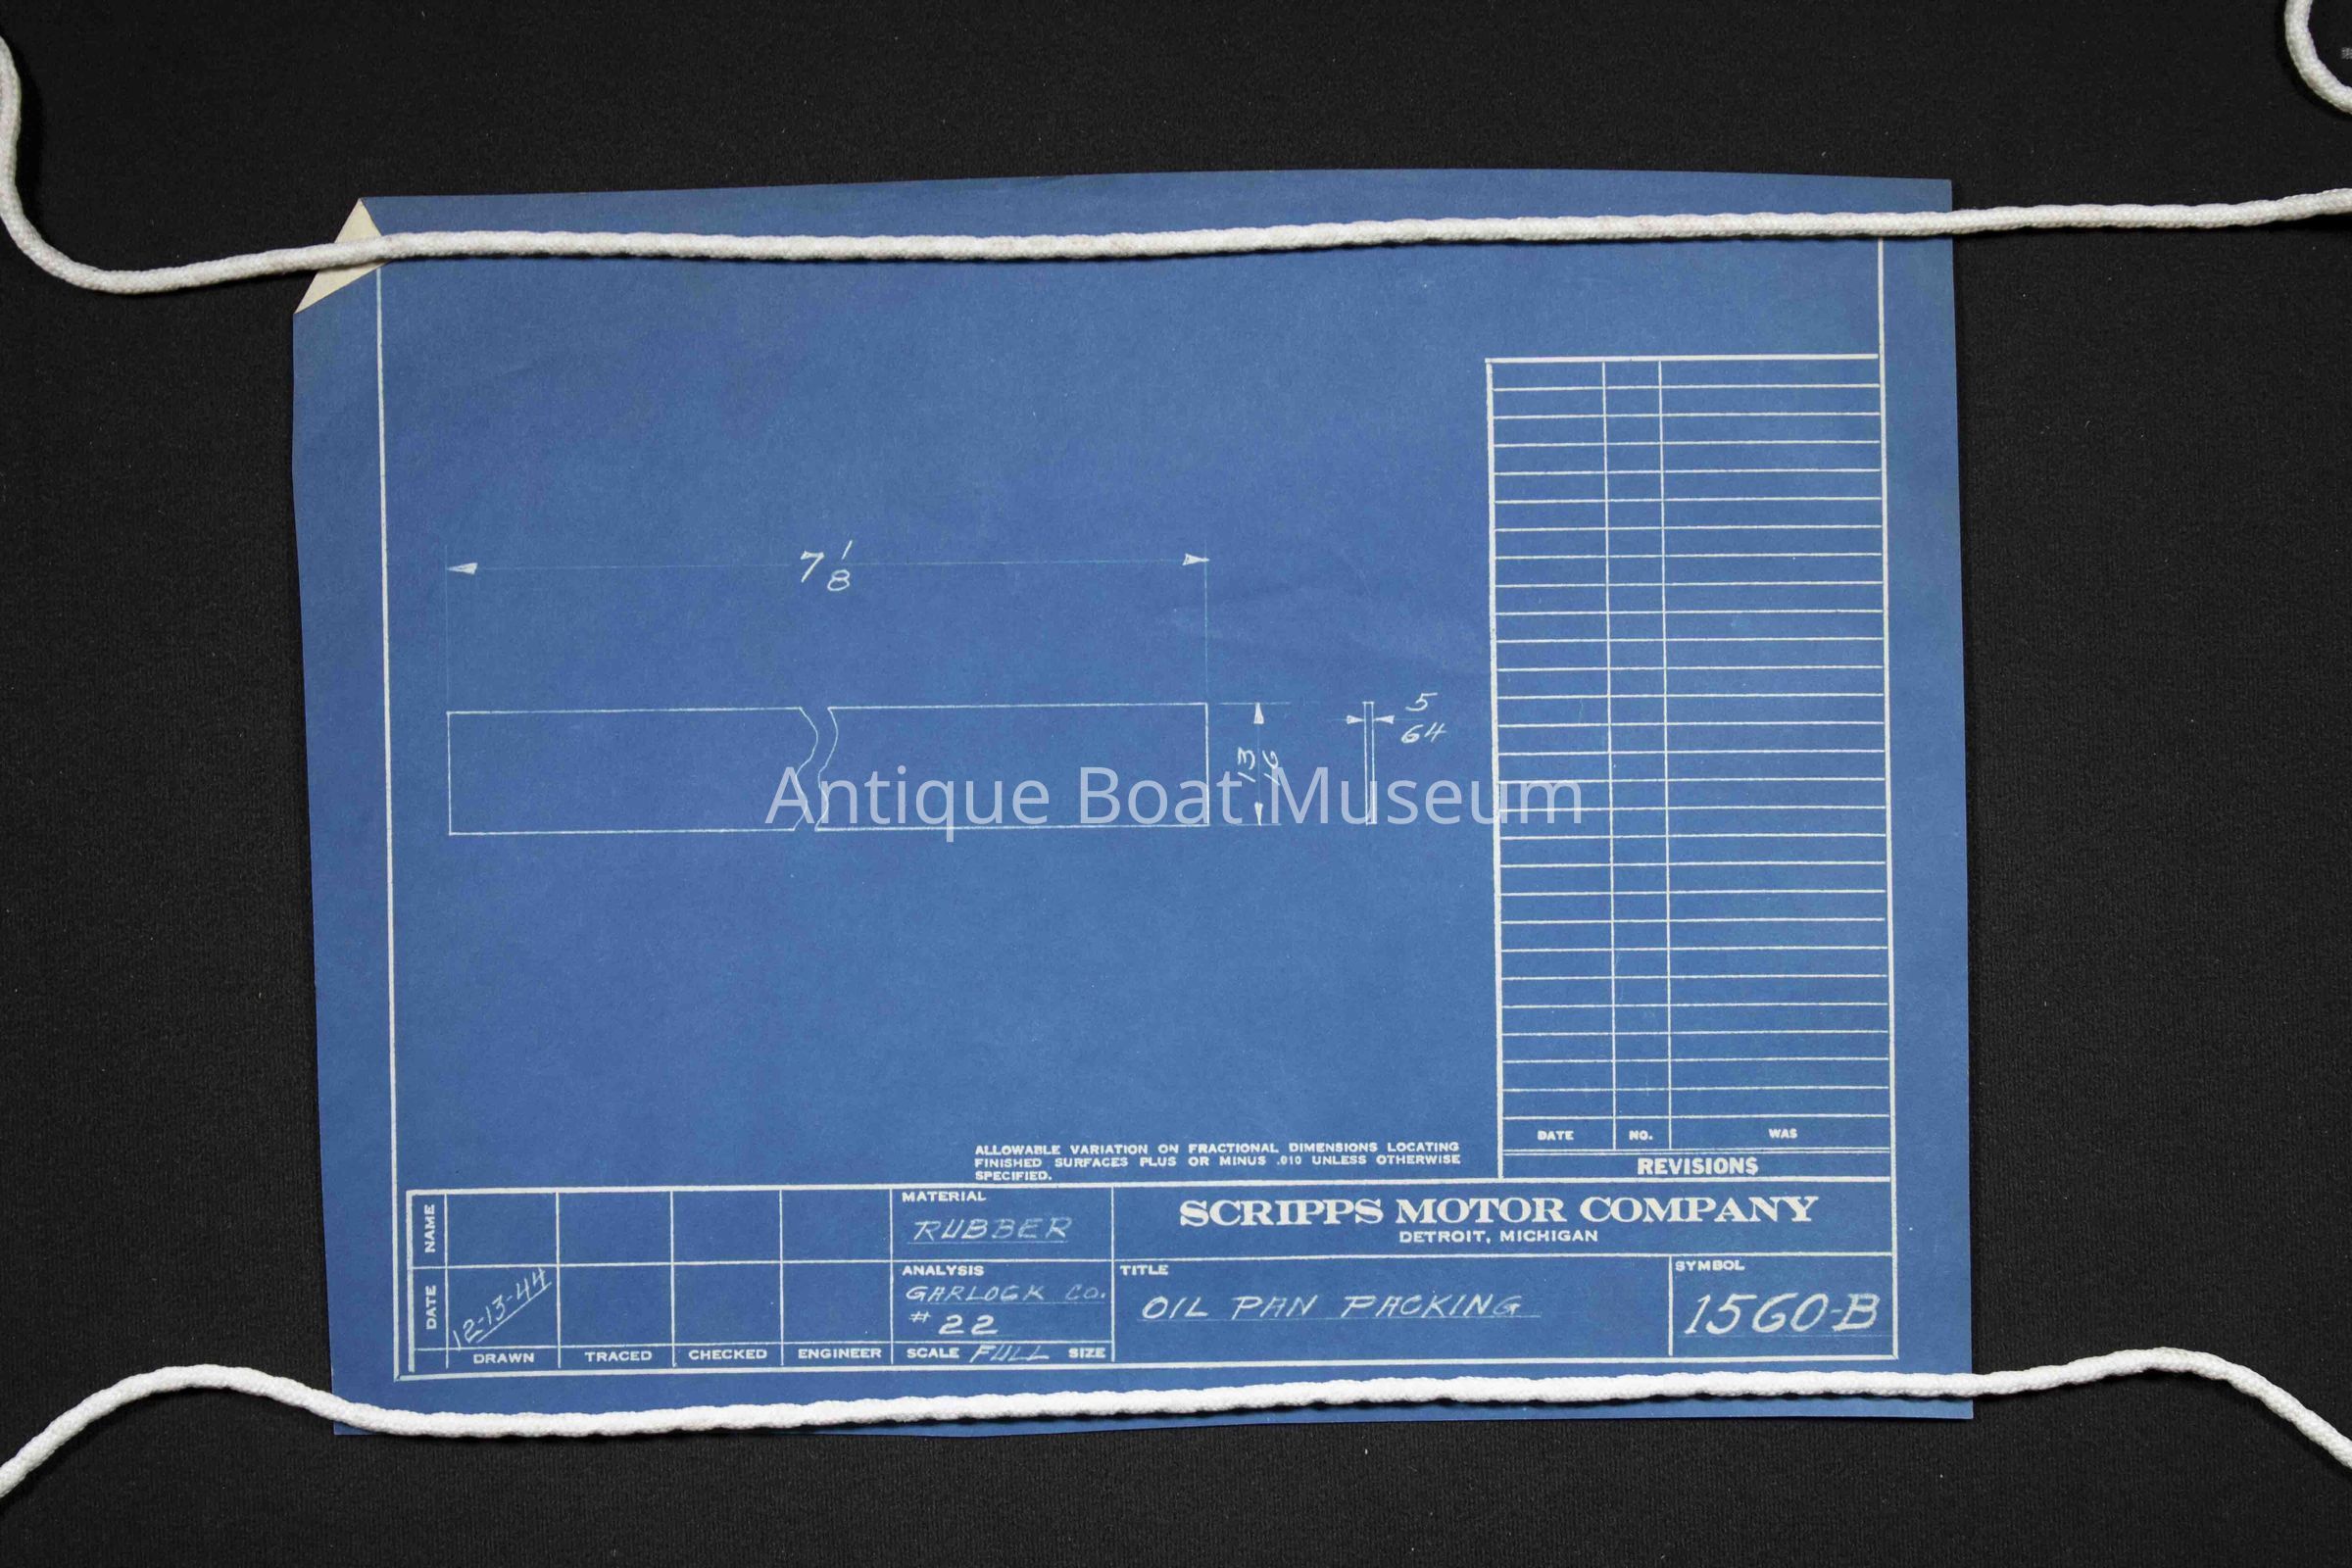 7 1/8
5/64
13/16
Antique Boat Museum
DATE NO. WAS
REVISIONS
ALLOWABLE VARIATION ON FRACTIONAL DIMENSIONS LOCATING
FINISHED SURFACES PLUS OR MINUS .010 UNLESS OTHERWISE
SPECIFIED.
NAME
DATE
12-13-44
DRAWN TRACED CHECKED ENGINEER
MATERIAL
RUBBER
ANALYSIS
GARLOCK CO.
# 22
SCALE FULL SIZE
SCRIPPS MOTOR COMPANY
DETROIT, MICHIGAN
TITLE
OIL PAN PACKING
SYMBOL
1560-B